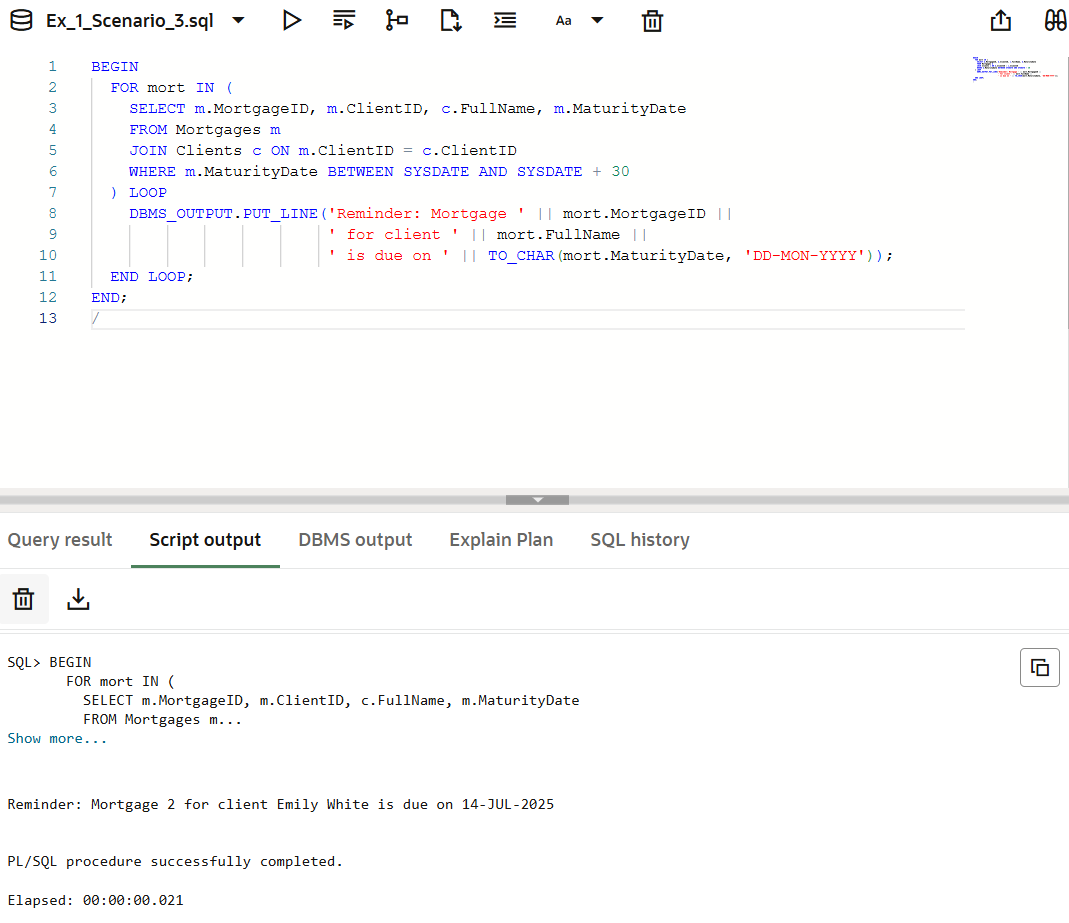 Ex_1_Scenario_3.sql
Aa
1 BEGIN
2   FOR mort IN (
3     SELECT m.MortgageID, m.ClientID, c.FullName, m.MaturityDate
4     FROM Mortgages m
5     JOIN Clients c ON m.ClientID = c.ClientID
6     WHERE m.MaturityDate BETWEEN SYSDATE AND SYSDATE + 30
7   ) LOOP
8     DBMS_OUTPUT.PUT_LINE('Reminder: Mortgage ' || mort.MortgageID ||
9                          ' for client ' || mort.FullName ||
10                          ' is due on ' || TO_CHAR(mort.MaturityDate, 'DD-MON-YYYY'));
11   END LOOP;
12 END;
13 /
Query result Script output DBMS output Explain Plan SQL history
SQL> BEGIN
       FOR mort IN (
         SELECT m.MortgageID, m.ClientID, c.FullName, m.MaturityDate
         FROM Mortgages m...
Show more...
Reminder: Mortgage 2 for client Emily White is due on 14-JUL-2025
PL/SQL procedure successfully completed.
Elapsed: 00:00:00.021